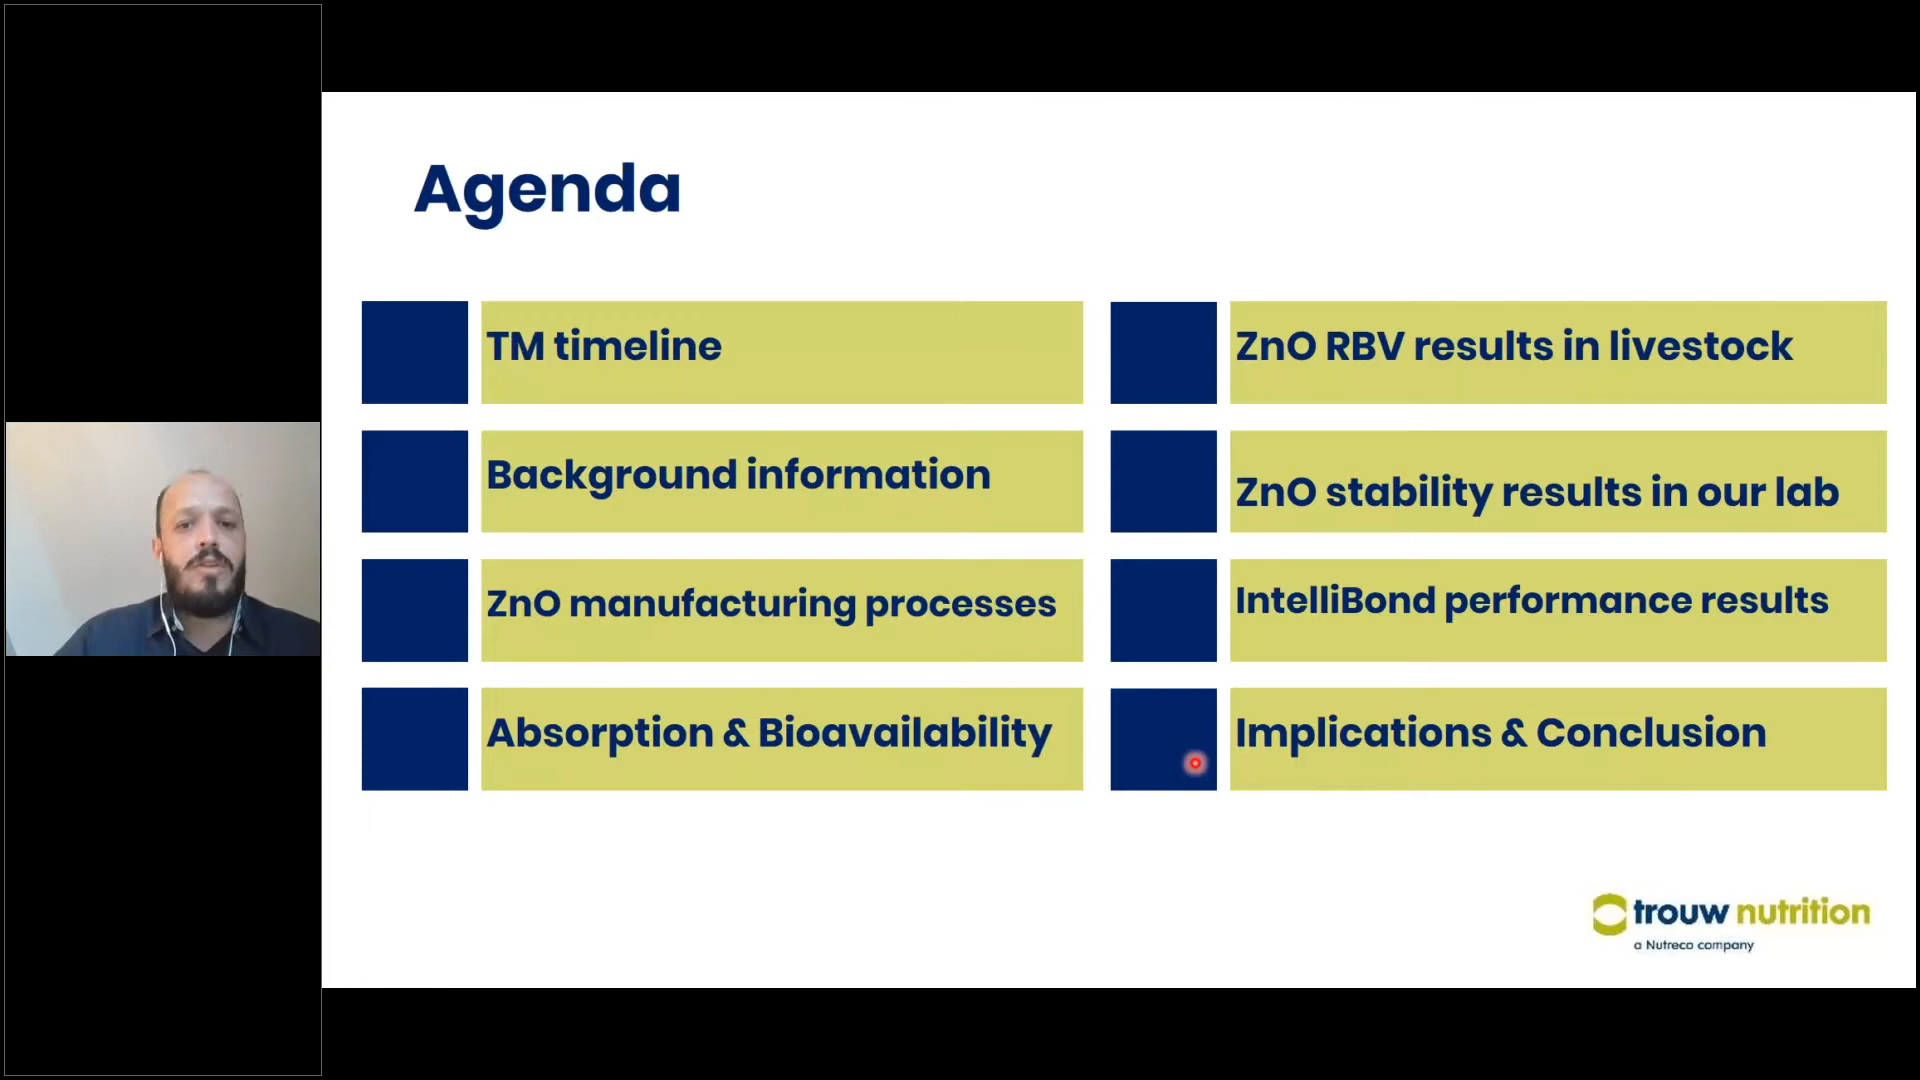 Agenda
TM timeline
Background information
ZnO manufacturing processes
Absorption & Bioavailability
ZnO RBV results in livestock
ZnO stability results in our lab
IntelliBond performance results
Implications & Conclusion
trouw nutrition
a Nutreco company